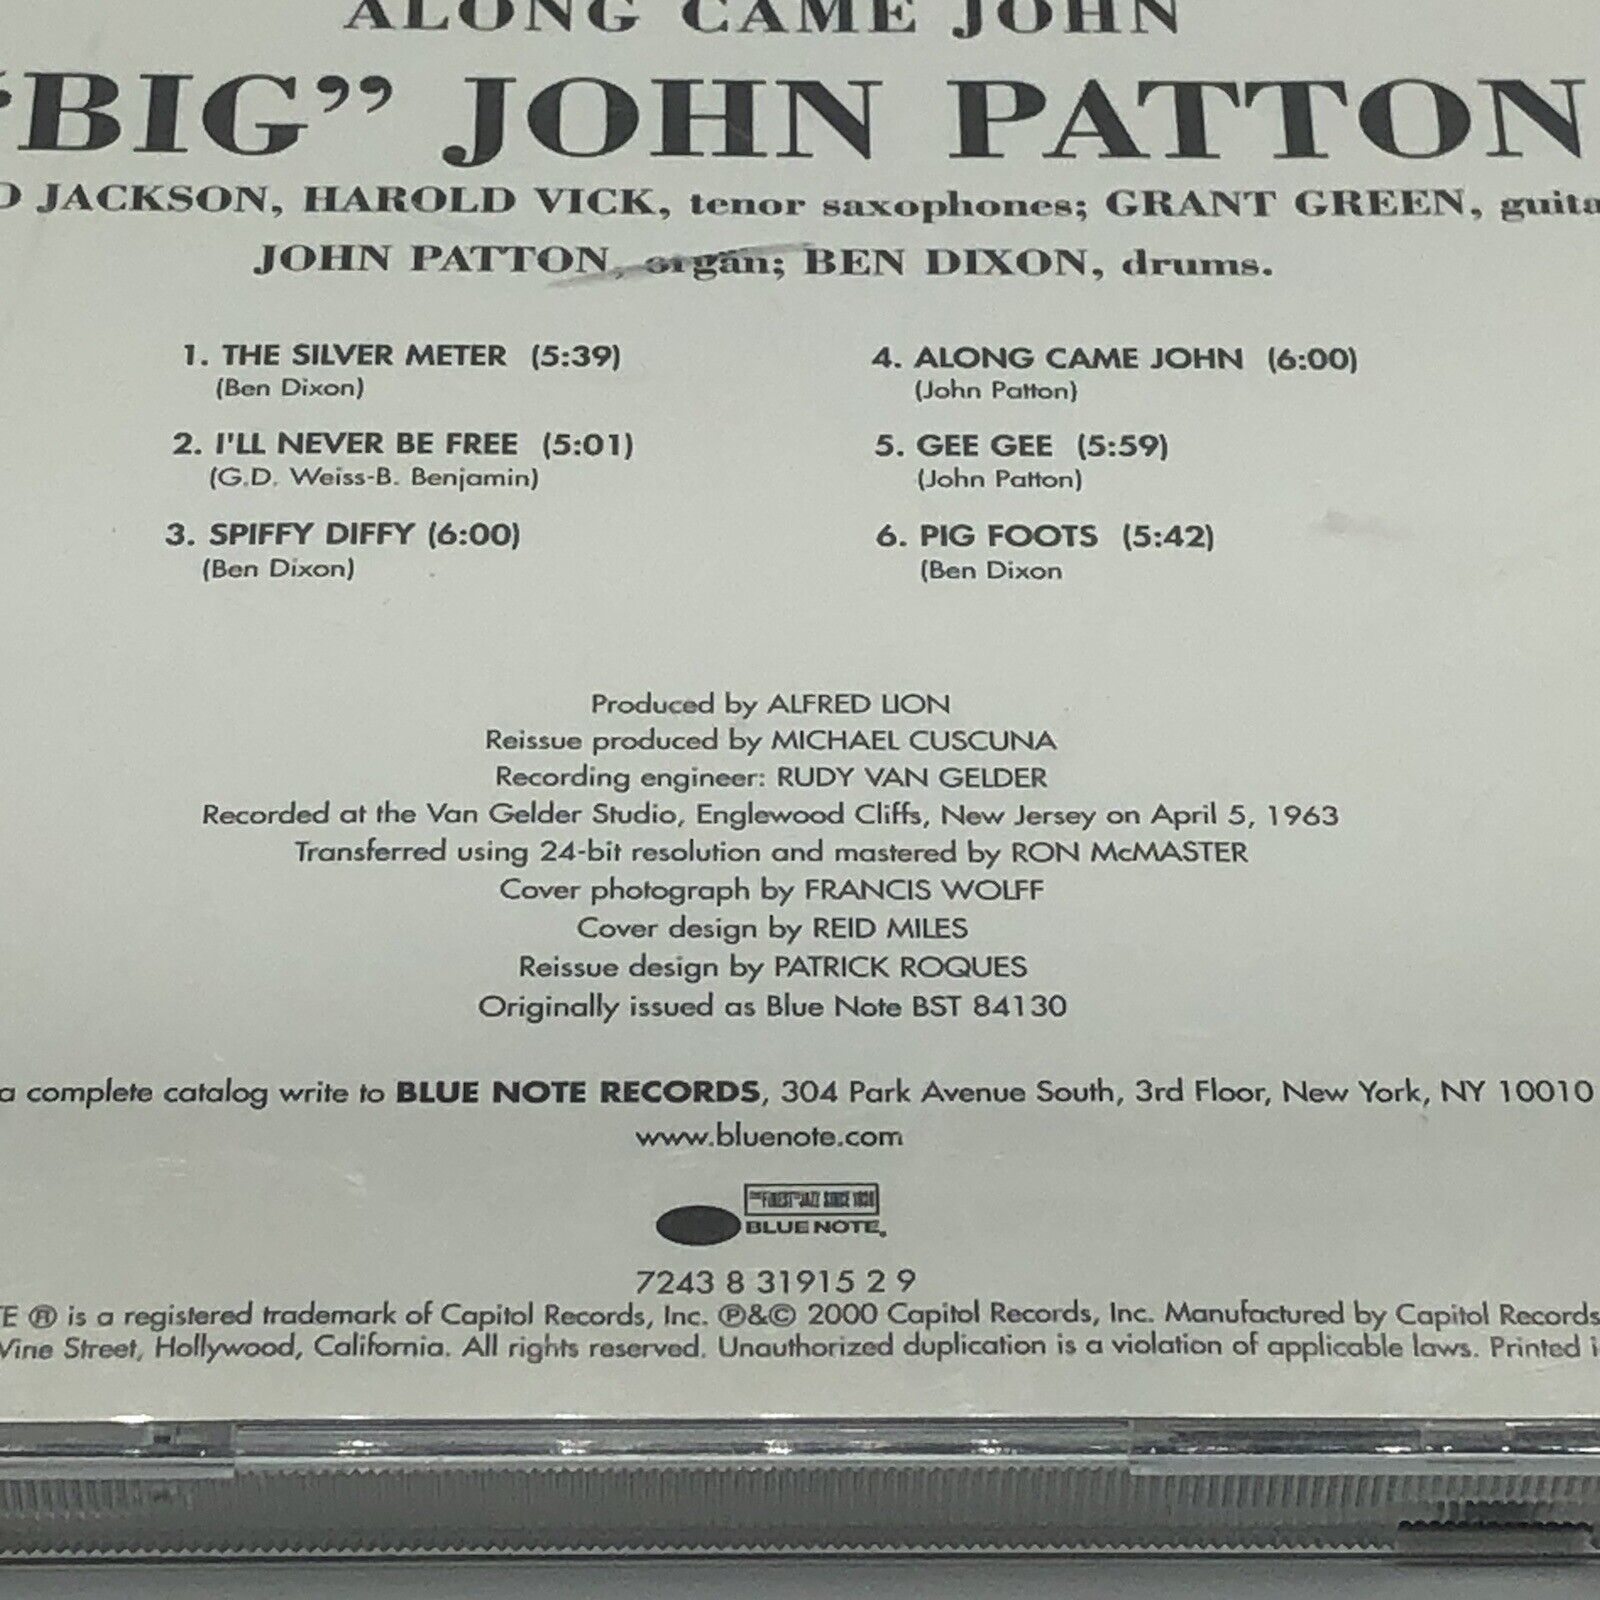 ALONG CAME JOHN
“BIG” JOHN PATTON
D JACKSON, HAROLD VICK, tenor saxophones; GRANT GREEN, guita
JOHN PATTON, organ; BEN DIXON, drums.
1. THE SILVER METER (5:39)
(Ben Dixon)
2. I'LL NEVER BE FREE (5:01)
(G.D. Weiss-B. Benjamin)
3. SPIFFY DIFFY (6:00)
(Ben Dixon)
4. ALONG CAME JOHN (6:00)
(John Patton)
5. GEE GEE (5:59)
(John Patton)
6. PIG FOOTS (5:42)
(Ben Dixon
Produced by ALFRED LION
Reissue produced by MICHAEL CUSCUNA
Recording engineer: RUDY VAN GELDER
Recorded at the Van Gelder Studio, Englewood Cliffs, New Jersey on April 5, 1963
Transferred using 24-bit resolution and mastered by RON McMASTER
Cover photograph by FRANCIS WOLFF
Cover design by REID MILES
Reissue design by PATRICK ROQUES
Originally issued as Blue Note BST 84130
a complete catalog write to BLUE NOTE RECORDS, 304 Park Avenue South, 3rd Floor, New York, NY 10010
www.bluenote.com
THE FINEST IN JAZZ SINCE 1939
BLUE NOTE®
7243 8 31915 2 9
TE ® is a registered trademark of Capitol Records, Inc. ℗&© 2000 Capitol Records, Inc. Manufactured by Capitol Records
Vine Street, Hollywood, California. All rights reserved. Unauthorized duplication is a violation of applicable laws. Printed i